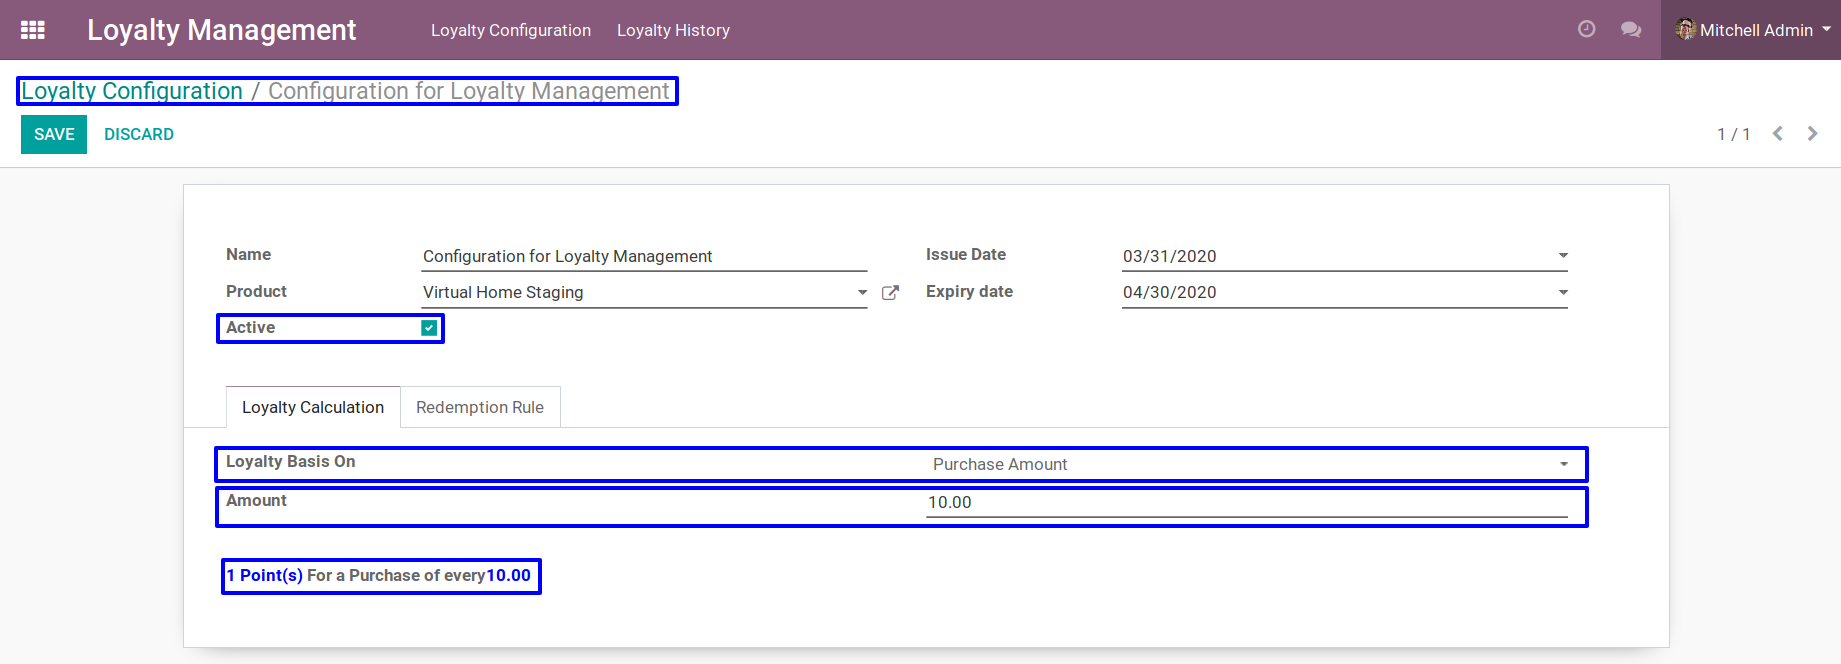 Loyalty Management Loyalty Configuration Loyalty History Mitchell Admin
Loyalty Configuration / Configuration for Loyalty Management
SAVE DISCARD 1 / 1
Name Configuration for Loyalty Management Issue Date 03/31/2020
Product Virtual Home Staging Expiry date 04/30/2020
Active
Loyalty Calculation Redemption Rule
Loyalty Basis On Purchase Amount
Amount 10.00
1 Point(s) For a Purchase of every10.00